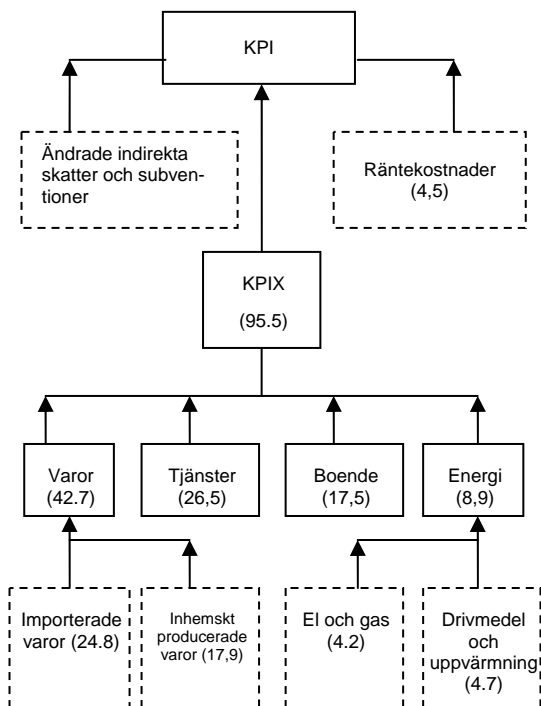 KPI
Ändrade indirekta
skatter och subven-
tioner
Räntekostnader
(4,5)
KPIX
(95.5)
Varor
(42.7)
Tjänster
(26,5)
Boende
(17,5)
Energi
(8,9)
Importerade
varor (24.8)
Inhemskt
producerade
varor (17,9)
El och gas
(4.2)
Drivmedel
och
uppvärmning
(4.7)